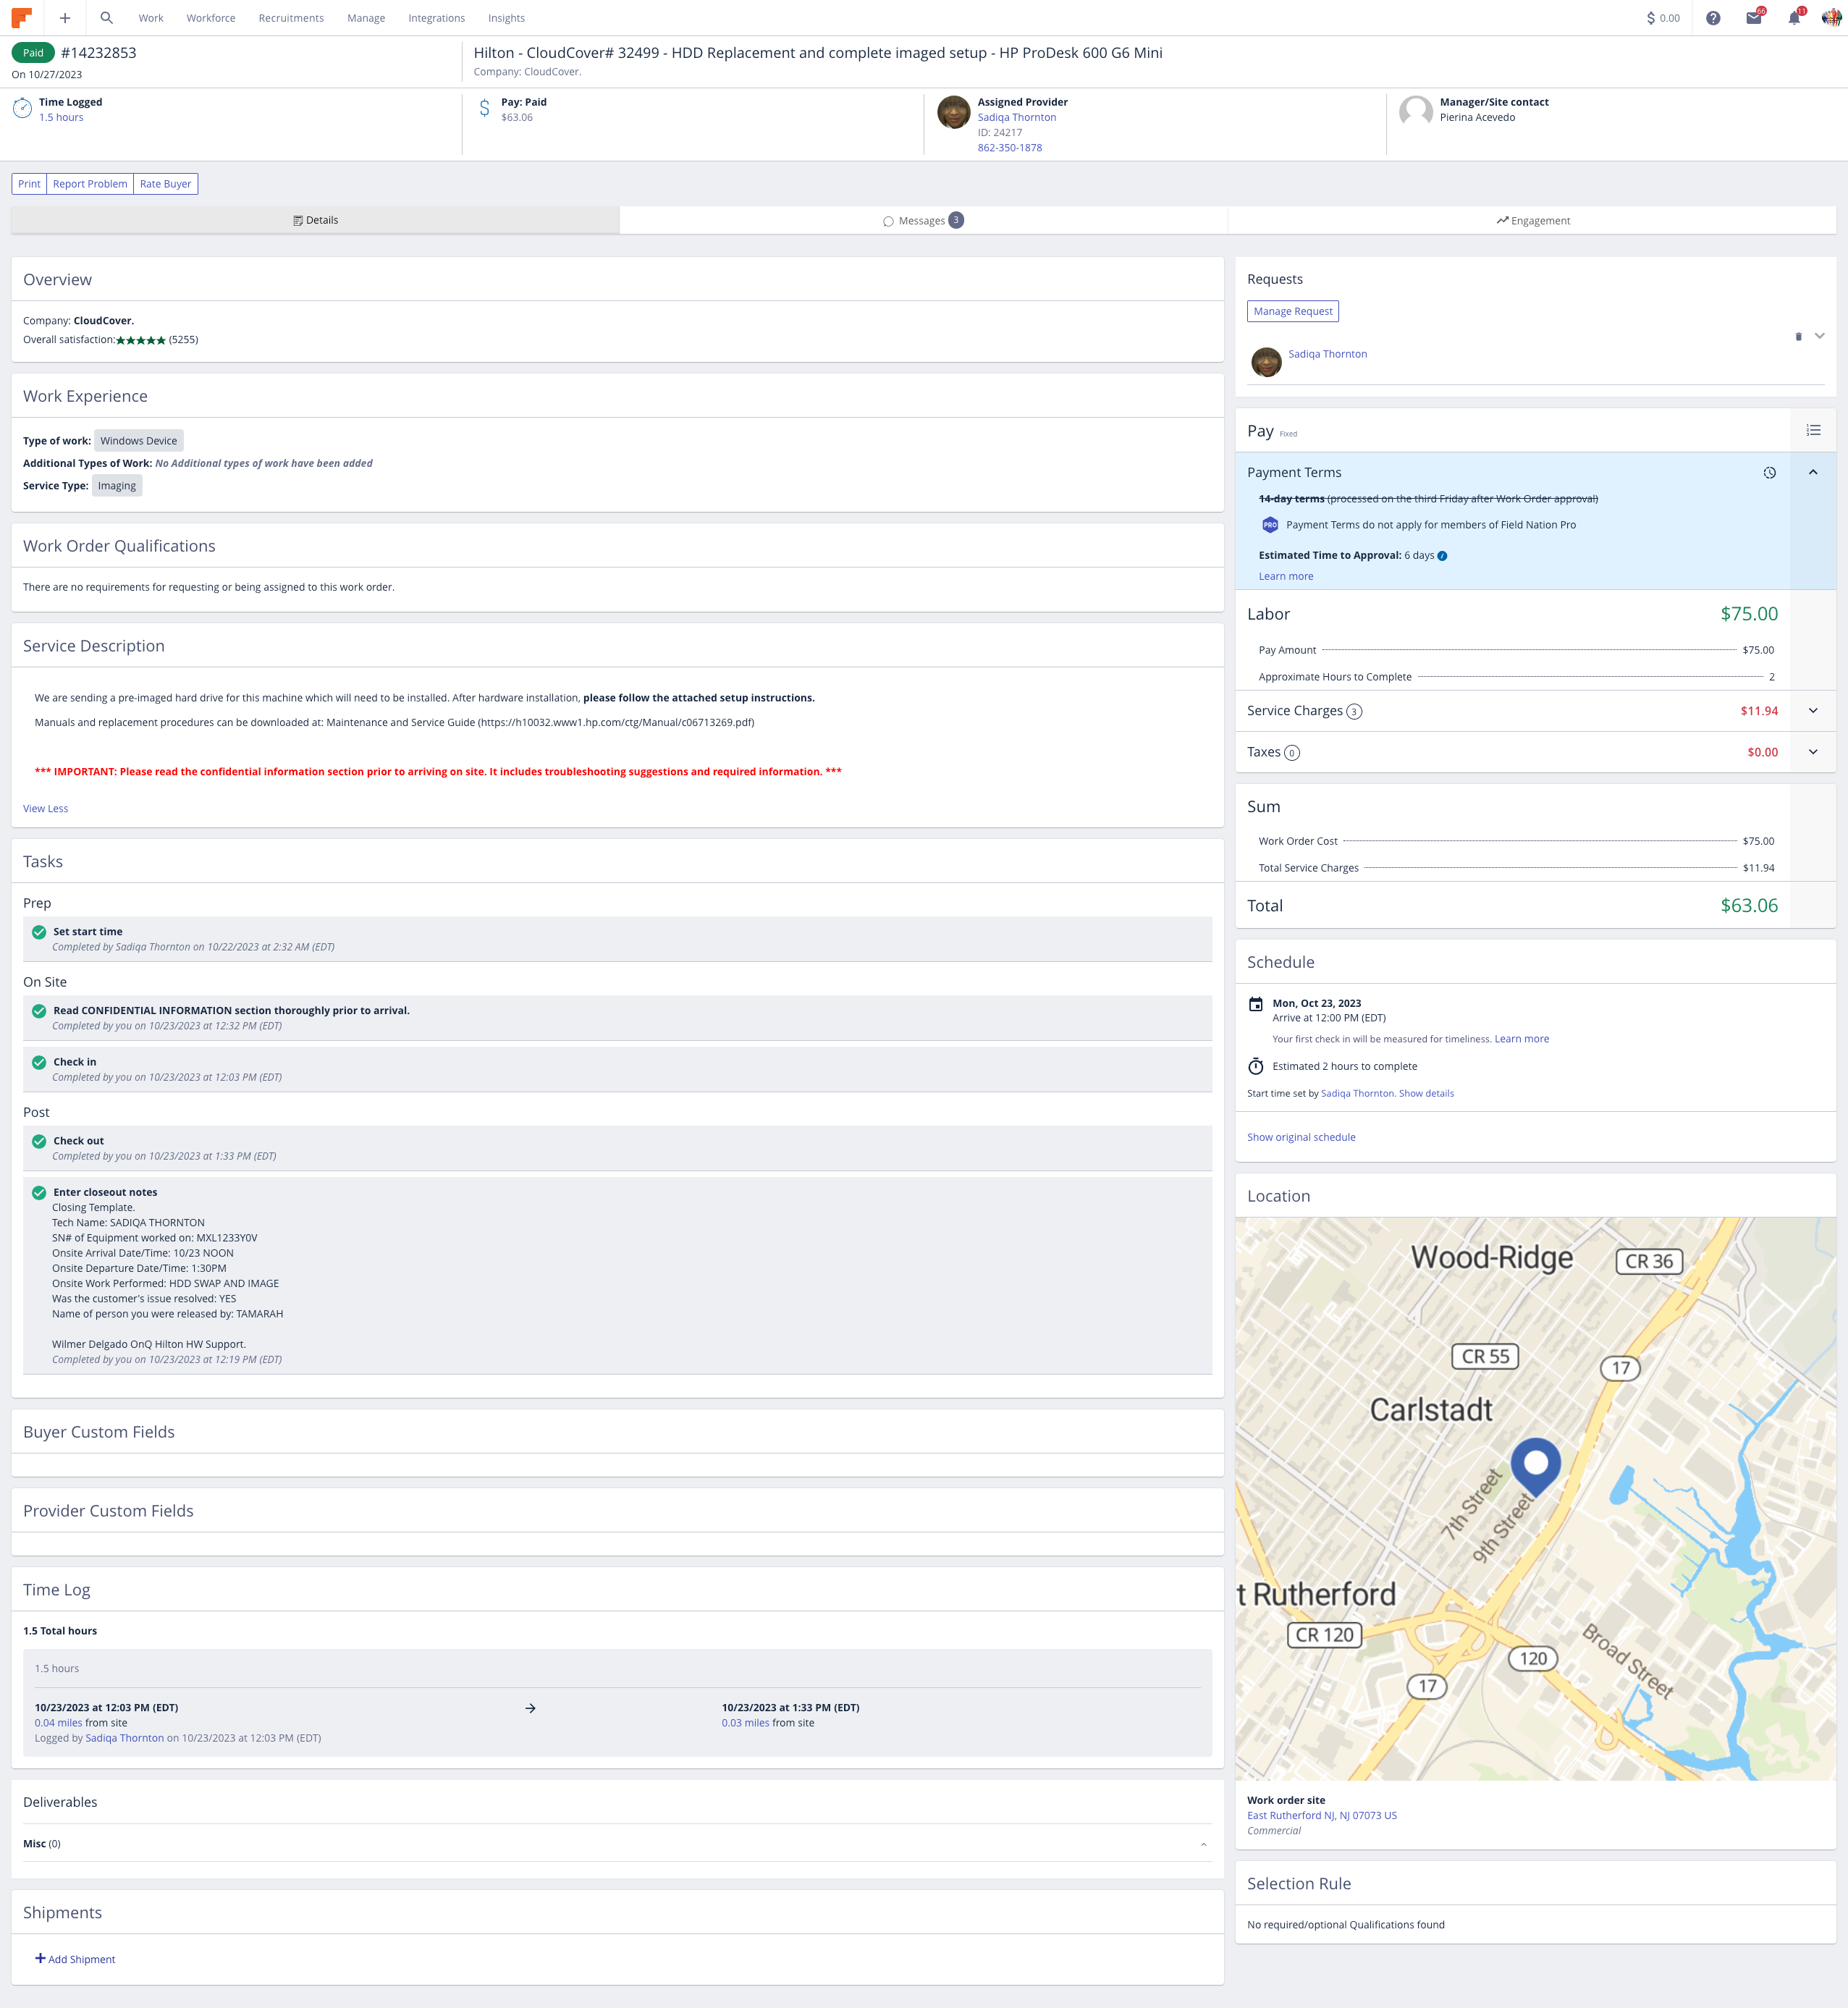 Work Workforce Recruitments Manage Integrations Insights
$ 0.00 66 11
Paid #14232853
On 10/27/2023
Hilton - CloudCover# 32499 - HDD Replacement and complete imaged setup - HP ProDesk 600 G6 Mini
Company: CloudCover.
Time Logged
1.5 hours
Pay: Paid
$63.06
Assigned Provider
Sadiqa Thornton
ID: 24217
862-350-1878
Manager/Site contact
Pierina Acevedo
Print Report Problem Rate Buyer
Details Messages 3 Engagement
Overview
Company: CloudCover.
Overall satisfaction:★★★★★ (5255)
Work Experience
Type of work: Windows Device
Additional Types of Work: No Additional types of work have been added
Service Type: Imaging
Work Order Qualifications
There are no requirements for requesting or being assigned to this work order.
Service Description
We are sending a pre-imaged hard drive for this machine which will need to be installed. After hardware installation, please follow the attached setup instructions.
Manuals and replacement procedures can be downloaded at: Maintenance and Service Guide (https://h10032.www1.hp.com/ctg/Manual/c06713269.pdf)
*** IMPORTANT: Please read the confidential information section prior to arriving on site. It includes troubleshooting suggestions and required information. ***
View Less
Tasks
Prep
Set start time
Completed by Sadiqa Thornton on 10/22/2023 at 2:32 AM (EDT)
On Site
Read CONFIDENTIAL INFORMATION section thoroughly prior to arrival.
Completed by you on 10/23/2023 at 12:32 PM (EDT)
Check in
Completed by you on 10/23/2023 at 12:03 PM (EDT)
Post
Check out
Completed by you on 10/23/2023 at 1:33 PM (EDT)
Enter closeout notes
Closing Template.
Tech Name: SADIQA THORNTON
SN# of Equipment worked on: MXL1233Y0V
Onsite Arrival Date/Time: 10/23 NOON
Onsite Departure Date/Time: 1:30PM
Onsite Work Performed: HDD SWAP AND IMAGE
Was the customer's issue resolved: YES
Name of person you were released by: TAMARAH
Wilmer Delgado OnQ Hilton HW Support.
Completed by you on 10/23/2023 at 12:19 PM (EDT)
Buyer Custom Fields
Provider Custom Fields
Time Log
1.5 Total hours
1.5 hours
10/23/2023 at 12:03 PM (EDT) → 10/23/2023 at 1:33 PM (EDT)
0.04 miles from site 0.03 miles from site
Logged by Sadiqa Thornton on 10/23/2023 at 12:03 PM (EDT)
Deliverables
Misc (0)
Shipments
+ Add Shipment
Requests
Manage Request
Sadiqa Thornton
Pay Fixed
Payment Terms
14-day terms (processed on the third Friday after Work Order approval)
PRO Payment Terms do not apply for members of Field Nation Pro
Estimated Time to Approval: 6 days
Learn more
Labor $75.00
Pay Amount $75.00
Approximate Hours to Complete 2
Service Charges 3 $11.94
Taxes 0 $0.00
Sum
Work Order Cost $75.00
Total Service Charges $11.94
Total $63.06
Schedule
Mon, Oct 23, 2023
Arrive at 12:00 PM (EDT)
Your first check in will be measured for timeliness. Learn more
Estimated 2 hours to complete
Start time set by Sadiqa Thornton. Show details
Show original schedule
Location
Wood-Ridge
CR 36
CR 55
17
Carlstadt
7th Street
9th Street
t Rutherford
CR 120
120
Broad Street
17
Work order site
East Rutherford NJ, NJ 07073 US
Commercial
Selection Rule
No required/optional Qualifications found